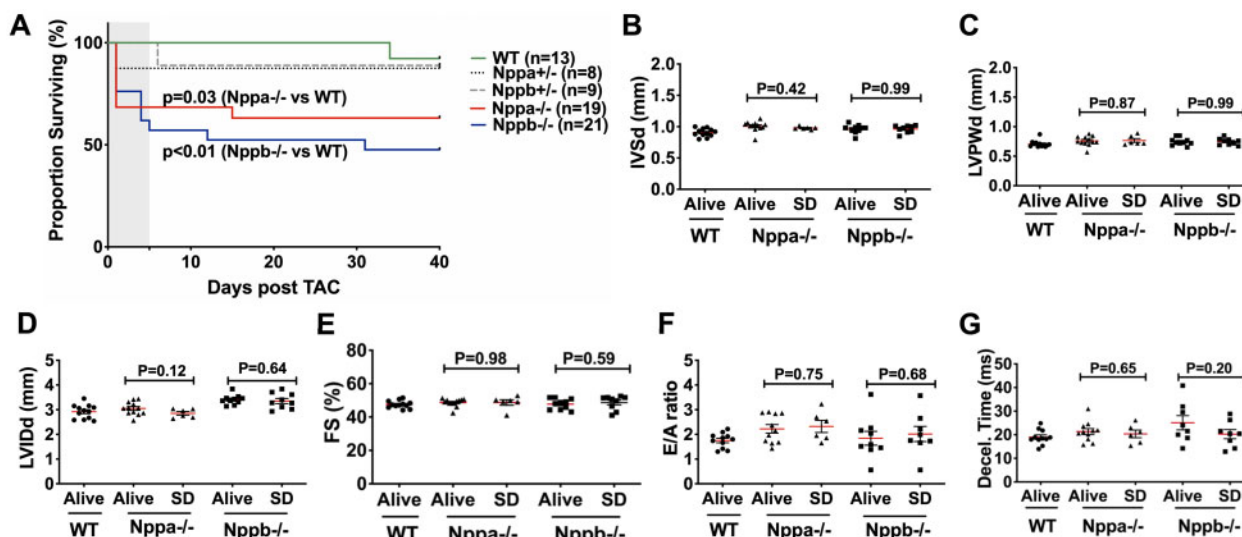 A
Proportion Surviving (%)
100
50
0
0
10
20
30
40
Days post TAC
p=0.03 (Nppa-/- vs WT)
p<0.01 (Nppb-/- vs WT)
WT (n=13)
Nppa+/- (n=8)
Nppb+/- (n=9)
Nppa-/- (n=19)
Nppb-/- (n=21)
B
IVSd (mm)
2.0
1.5
1.0
0.5
0.0
P=0.42
P=0.99
Alive Alive SD Alive SD
WT Nppa-/- Nppb-/-
C
LVPWd (mm)
2.0
1.5
1.0
0.5
0.0
P=0.87
P=0.99
Alive Alive SD Alive SD
WT Nppa-/- Nppb-/-
D
LVIDd (mm)
5
4
3
2
1
0
P=0.12
P=0.64
Alive Alive SD Alive SD
WT Nppa-/- Nppb-/-
E
FS (%)
80
60
40
20
0
P=0.98
P=0.59
Alive Alive SD Alive SD
WT Nppa-/- Nppb-/-
F
E/A ratio
5
4
3
2
1
0
P=0.75
P=0.68
Alive Alive SD Alive SD
WT Nppa-/- Nppb-/-
G
Decel. Time (ms)
50
40
30
20
10
0
P=0.65
P=0.20
Alive Alive SD Alive SD
WT Nppa-/- Nppb-/-